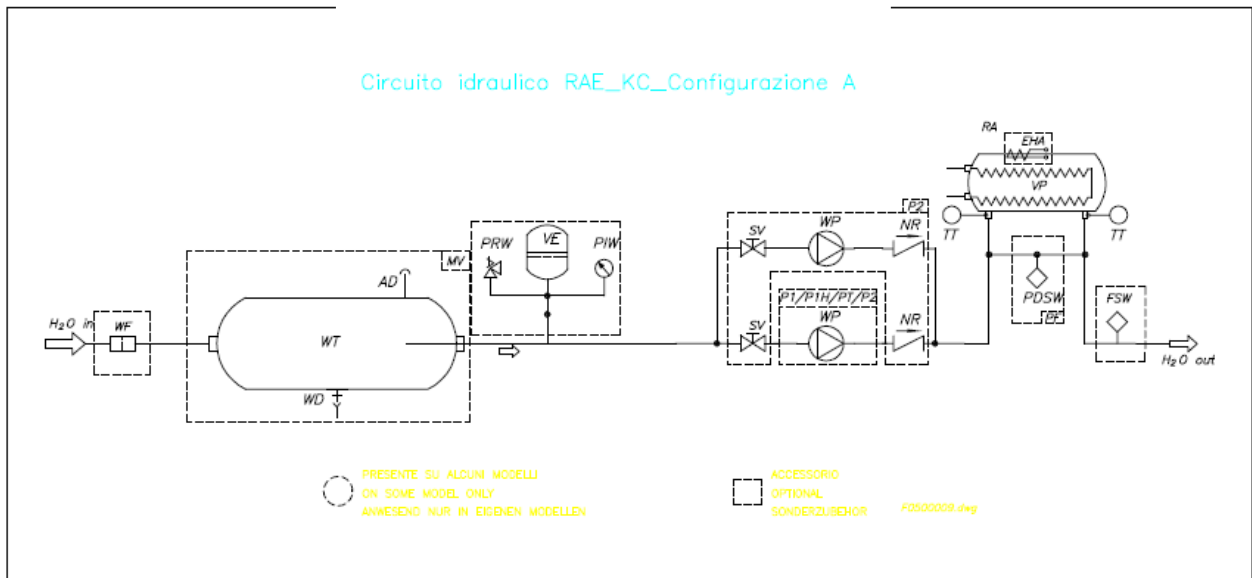 Circuito idraulico RAE_KC_Configurazione A
RA
EHA
VP
TT
TT
P2
WP
NR
SV
PRW
VE
PIW
MV
AD
P1/P1H/PT/P2
WP
NR
SV
PDSW
PF
FSW
H2O in
WF
WT
WD
H2O out
PRESENTE SU ALCUNI MODELLI
ON SOME MODEL ONLY
ANWESEND NUR IN EIGENEN MODELLEN
ACCESSORIO
OPTIONAL
SONDERZUBEHOR